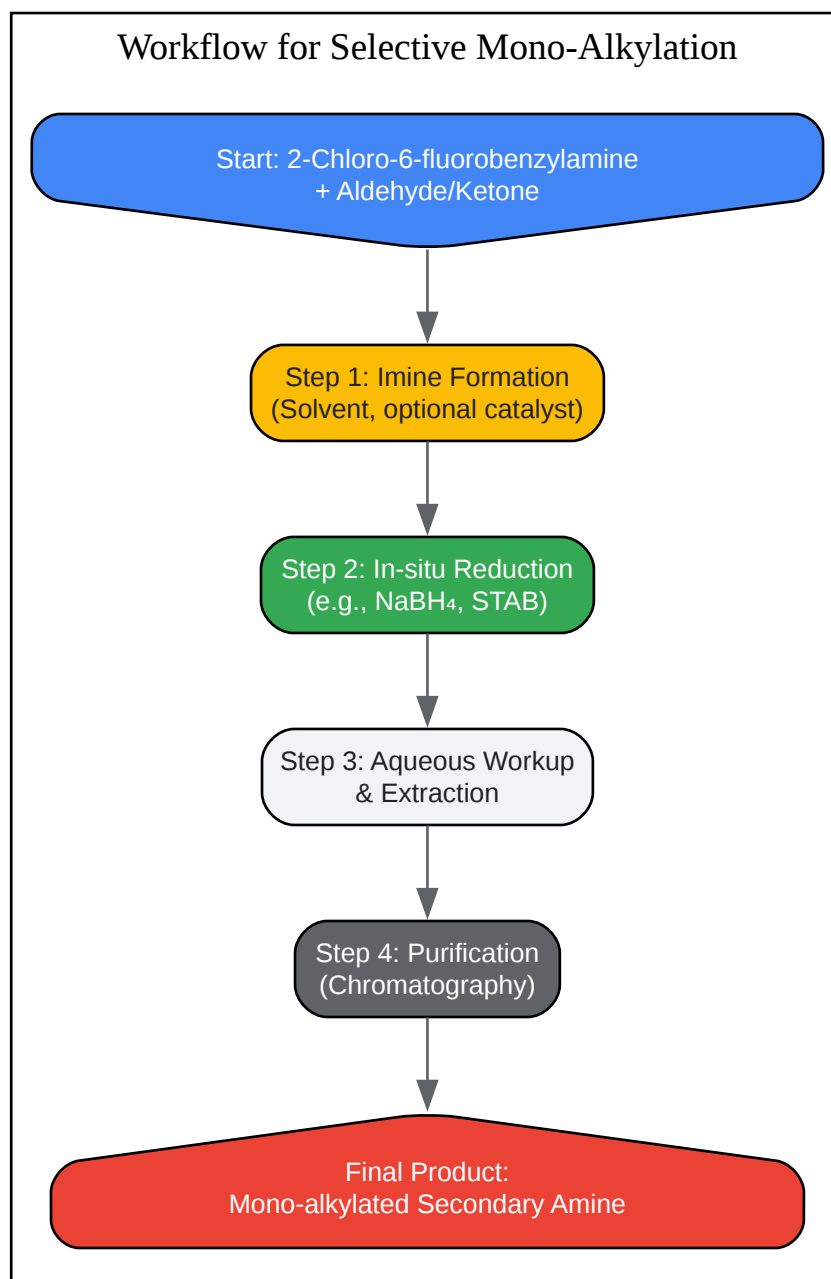 Workflow for Selective Mono-Alkylation
Start: 2-Chloro-6-fluorobenzylamine
+ Aldehyde/Ketone
Step 1: Imine Formation
(Solvent, optional catalyst)
Step 2: In-situ Reduction
(e.g., NaBH₄, STAB)
Step 3: Aqueous Workup
& Extraction
Step 4: Purification
(Chromatography)
Final Product:
Mono-alkylated Secondary Amine